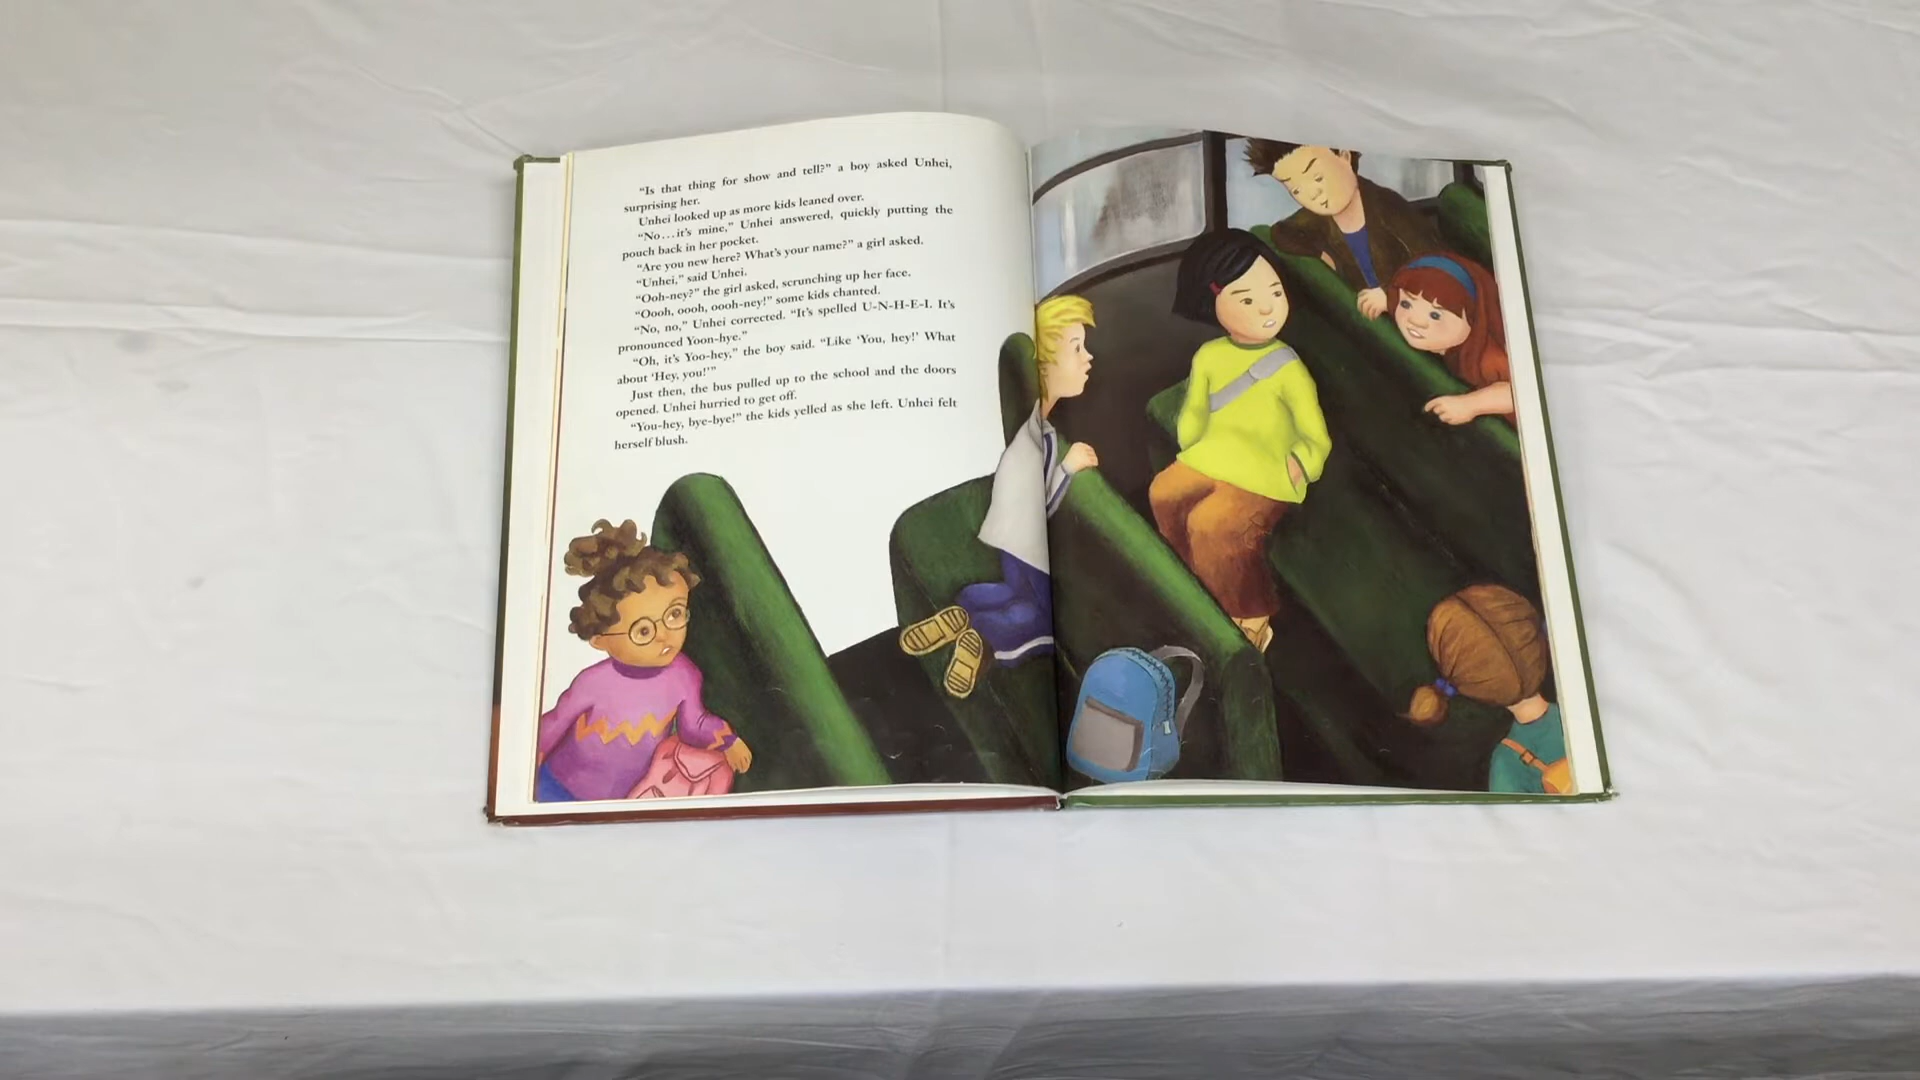 “Is that thing for show and tell?” a boy asked Unhei,
surprising her.
Unhei looked up as more kids leaned over.
“No…it’s mine,” Unhei answered, quickly putting the
pouch back in her pocket.
“Are you new here? What’s your name?” a girl asked.
“Unhei,” said Unhei.
“Ooh-ney?” the girl asked, scrunching up her face.
“Oooh, oooh, oooh-ney!” some kids chanted.
“No, no,” Unhei corrected. “It’s spelled U-N-H-E-I. It’s
pronounced Yoon-hye.”
“Oh, it’s Yoo-hey,” the boy said. “Like ‘You, hey!’ What
about ‘Hey, you!’”
Just then, the bus pulled up to the school and the doors
opened. Unhei hurried to get off.
“You-hey, bye-bye!” the kids yelled as she left. Unhei felt
herself blush.